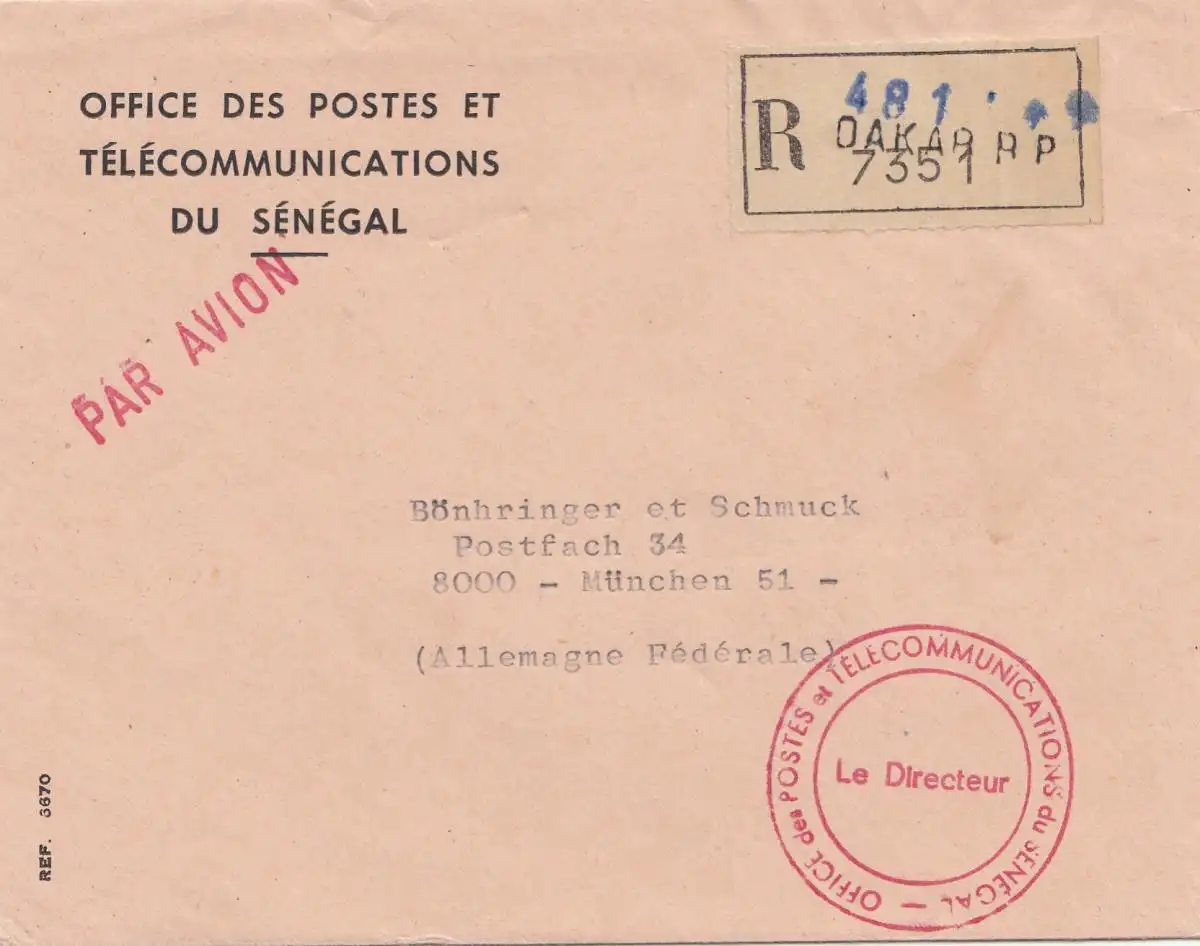 OFFICE DES POSTES ET
TÉLÉCOMMUNICATIONS
DU SÉNÉGAL
R
481
DAKAR RP
7351
PAR AVION
Bönhringer et Schmuck
Postfach 34
8000 - München 51 -
(Allemagne Fédérale)
OFFICE des POSTES et TÉLÉCOMMUNICATIONS du SÉNÉGAL —
Le Directeur
REF. 3670